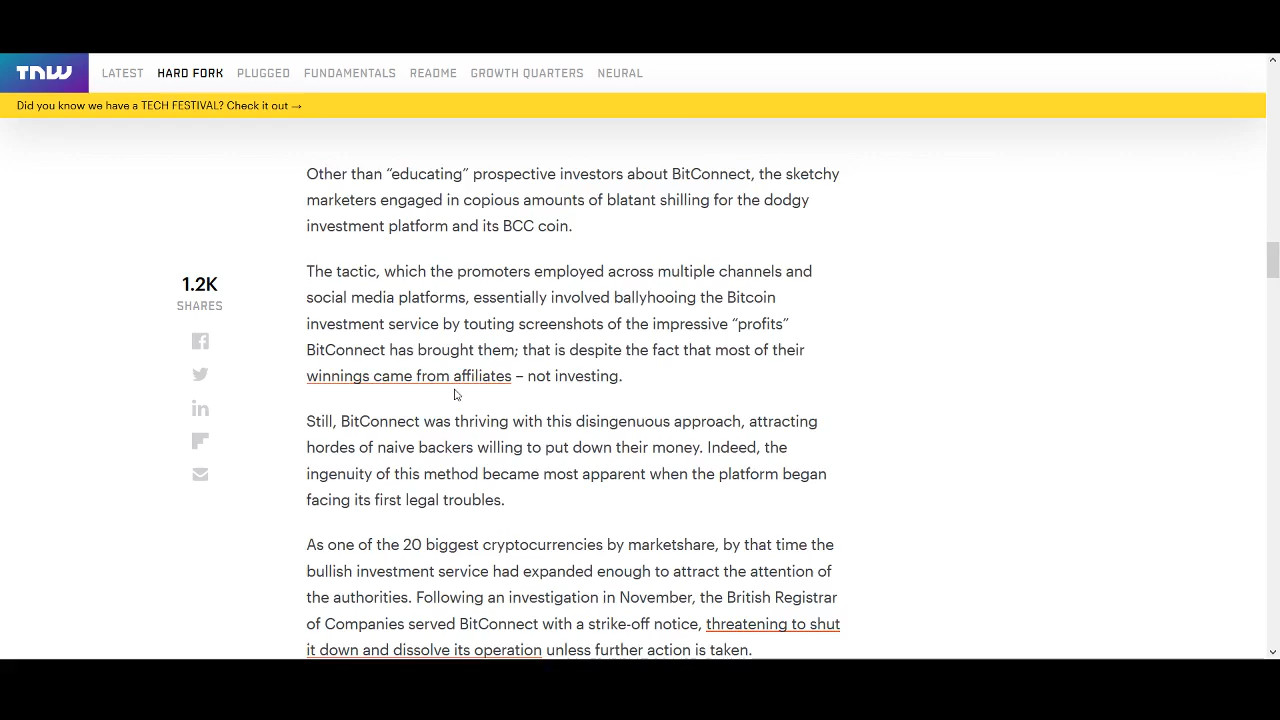 TNW LATEST HARD FORK PLUGGED FUNDAMENTALS README GROWTH QUARTERS NEURAL
Did you know we have a TECH FESTIVAL? Check it out →
Other than “educating” prospective investors about BitConnect, the sketchy
marketers engaged in copious amounts of blatant shilling for the dodgy
investment platform and its BCC coin.
1.2K
SHARES
The tactic, which the promoters employed across multiple channels and
social media platforms, essentially involved ballyhooing the Bitcoin
investment service by touting screenshots of the impressive “profits”
BitConnect has brought them; that is despite the fact that most of their
winnings came from affiliates – not investing.
Still, BitConnect was thriving with this disingenuous approach, attracting
hordes of naive backers willing to put down their money. Indeed, the
ingenuity of this method became most apparent when the platform began
facing its first legal troubles.
As one of the 20 biggest cryptocurrencies by marketshare, by that time the
bullish investment service had expanded enough to attract the attention of
the authorities. Following an investigation in November, the British Registrar
of Companies served BitConnect with a strike-off notice, threatening to shut
it down and dissolve its operation unless further action is taken.